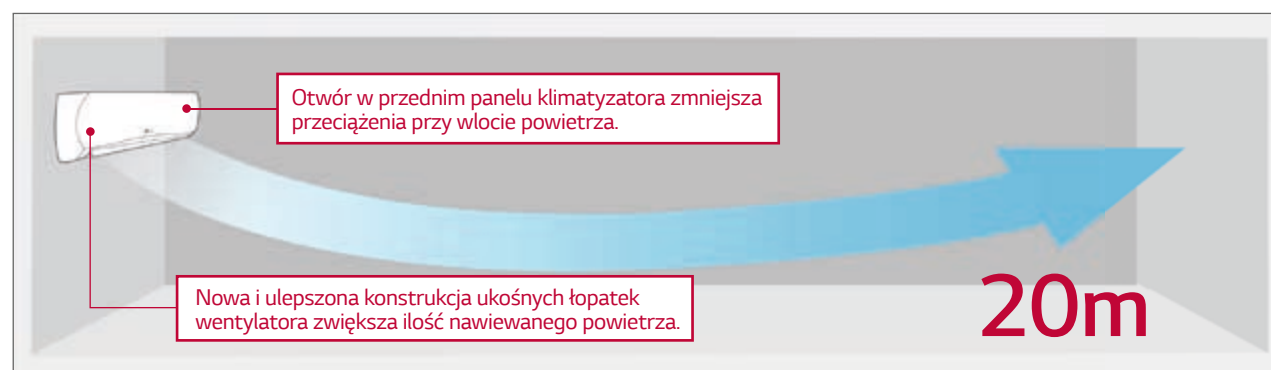 Otwór w przednim panelu klimatyzatora zmniejsza
przeciążenia przy wlocie powietrza.
Nowa i ulepszona konstrukcja ukośnych łopatek
wentylatora zwiększa ilość nawiewanego powietrza.
20m